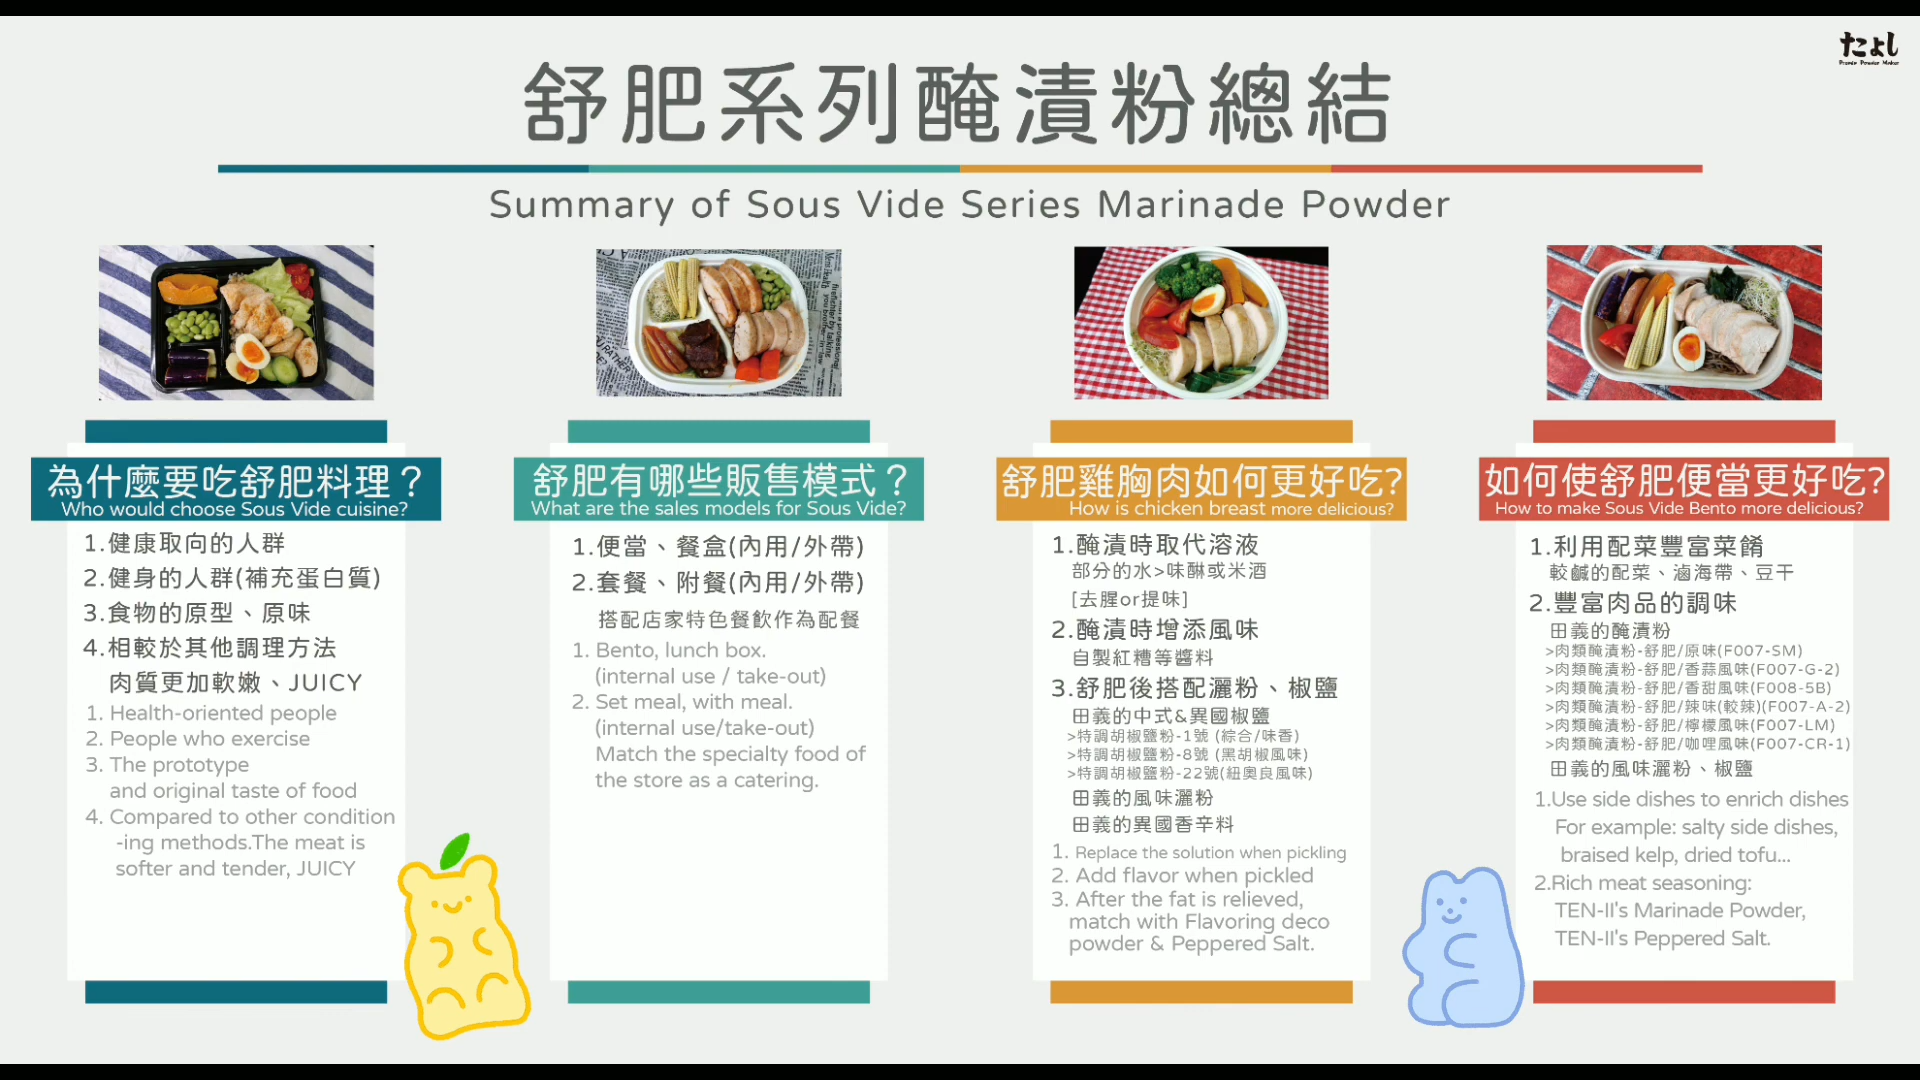 たよし
舒肥系列醃漬粉總結
Summary of Sous Vide Series Marinade Powder
為什麼要吃舒肥料理？
Who would choose Sous Vide cuisine?
1.健康取向的人群
2.健身的人群(補充蛋白質)
3.食物的原型、原味
4.相較於其他調理方法
肉質更加軟嫩、JUICY
1. Health-oriented people
2. People who exercise
3. The prototype
and original taste of food
4. Compared to other condition
-ing methods.The meat is
softer and tender, JUICY
舒肥有哪些販售模式？
What are the sales models for Sous Vide?
1.便當、餐盒(內用/外帶)
2.套餐、附餐(內用/外帶)
搭配店家特色餐飲作為配餐
1. Bento, lunch box.
(internal use / take-out)
2. Set meal, with meal.
(internal use/take-out)
Match the specialty food of
the store as a catering.
舒肥雞胸肉如何更好吃?
How is chicken breast more delicious?
1.醃漬時取代溶液
部分的水>味醂或米酒
[去腥or提味]
2.醃漬時增添風味
自製紅糟等醬料
3.舒肥後搭配灑粉、椒鹽
田義的中式&異國椒鹽
>特調胡椒鹽粉-1號 (綜合/味香)
>特調胡椒鹽粉-8號 (黑胡椒風味)
>特調胡椒鹽粉-22號(紐奧良風味)
田義的風味灑粉
田義的異國香辛料
1. Replace the solution when pickling
2. Add flavor when pickled
3. After the fat is relieved,
match with Flavoring deco
powder & Peppered Salt.
如何使舒肥便當更好吃?
How to make Sous Vide Bento more delicious?
1.利用配菜豐富菜餚
較鹹的配菜、滷海帶、豆干
2.豐富肉品的調味
田義的醃漬粉
>肉類醃漬粉-舒肥/原味(F007-SM)
>肉類醃漬粉-舒肥/香蒜風味(F007-G-2)
>肉類醃漬粉-舒肥/香甜風味(F008-5B)
>肉類醃漬粉-舒肥/辣味(較辣)(F007-A-2)
>肉類醃漬粉-舒肥/檸檬風味(F007-LM)
>肉類醃漬粉-舒肥/咖哩風味(F007-CR-1)
田義的風味灑粉、椒鹽
1.Use side dishes to enrich dishes
For example: salty side dishes,
braised kelp, dried tofu...
2.Rich meat seasoning:
TEN-II's Marinade Powder,
TEN-II's Peppered Salt.